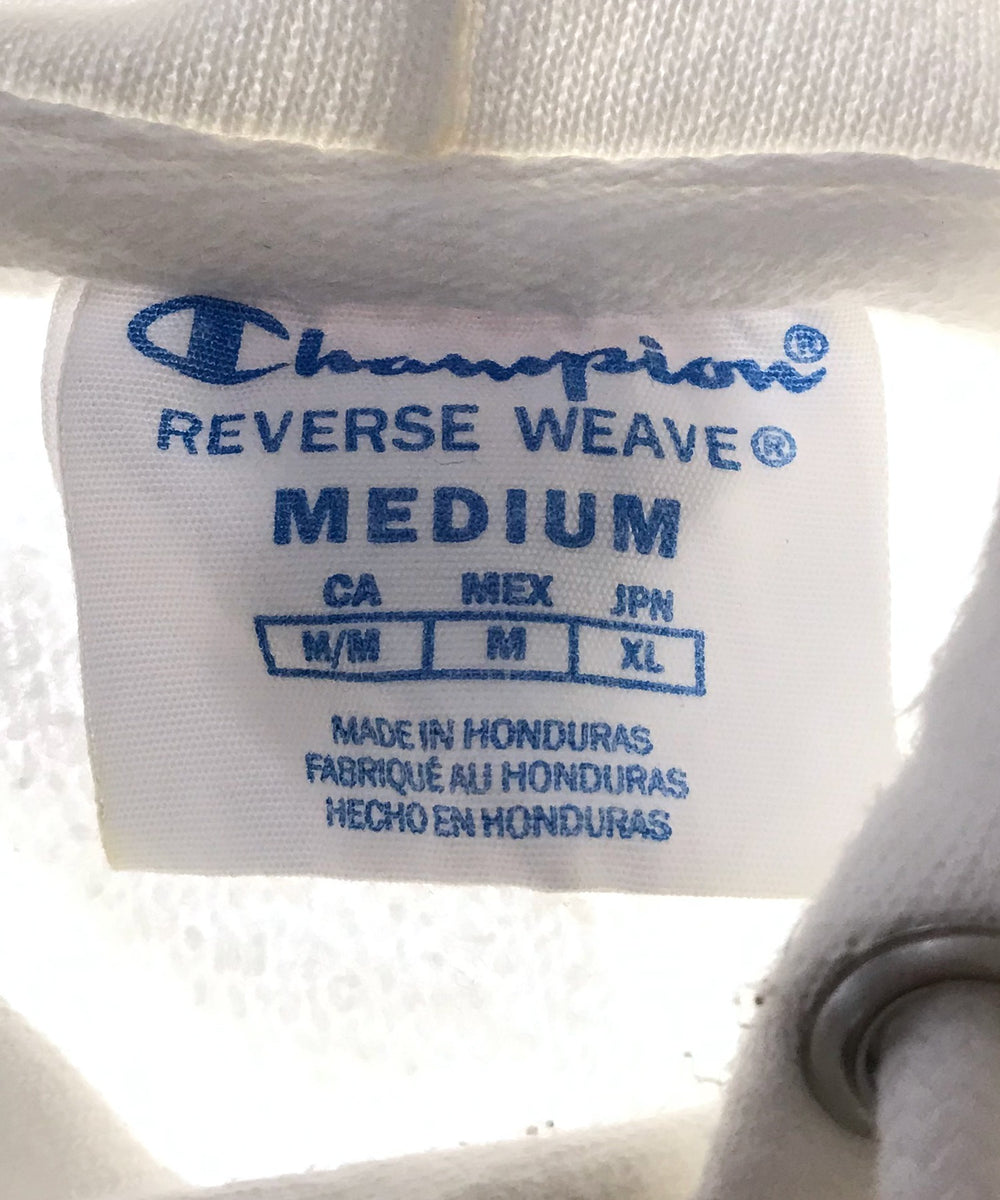 Champion®
REVERSE WEAVE®
MEDIUM
CA MEX JPN
M/M M XL
MADE IN HONDURAS
FABRIQUÉ AU HONDURAS
HECHO EN HONDURAS